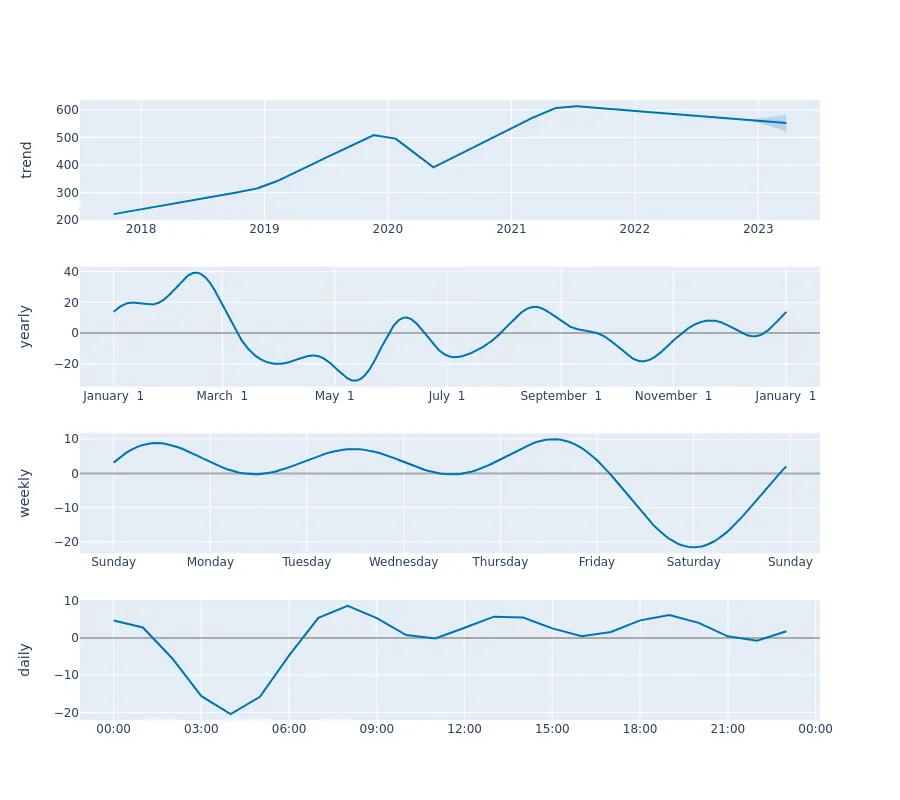 trend
600
500
400
300
200
2018 2019 2020 2021 2022 2023
yearly
40
20
0
−20
January 1 March 1 May 1 July 1 September 1 November 1 January 1
weekly
10
0
−10
−20
Sunday Monday Tuesday Wednesday Thursday Friday Saturday Sunday
daily
10
0
−10
−20
00:00 03:00 06:00 09:00 12:00 15:00 18:00 21:00 00:00